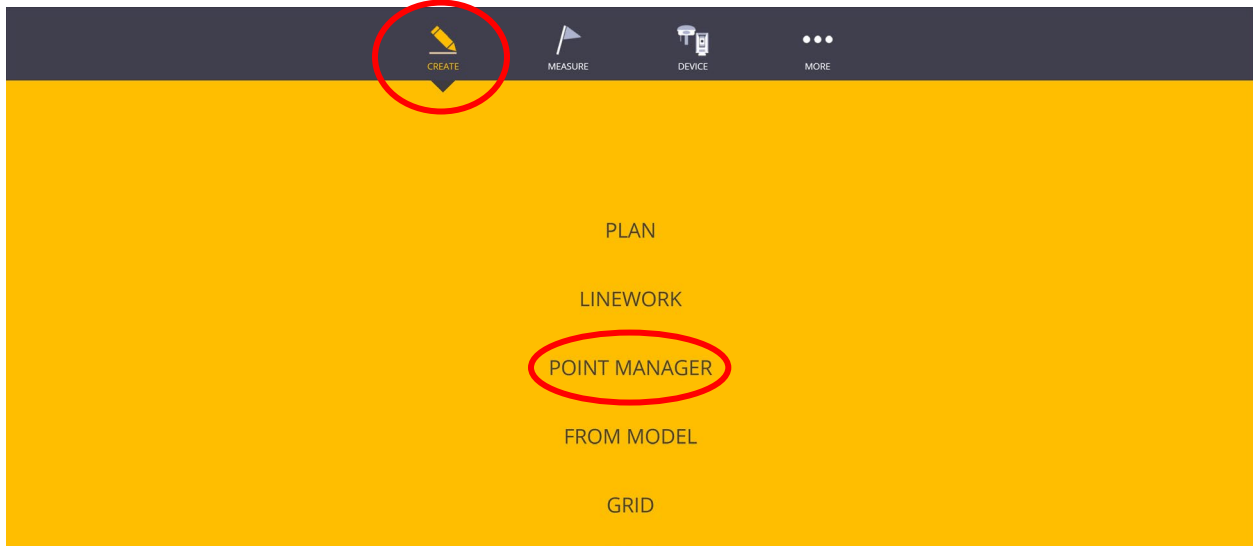 CREATE MEASURE DEVICE MORE
PLAN
LINEWORK
POINT MANAGER
FROM MODEL
GRID